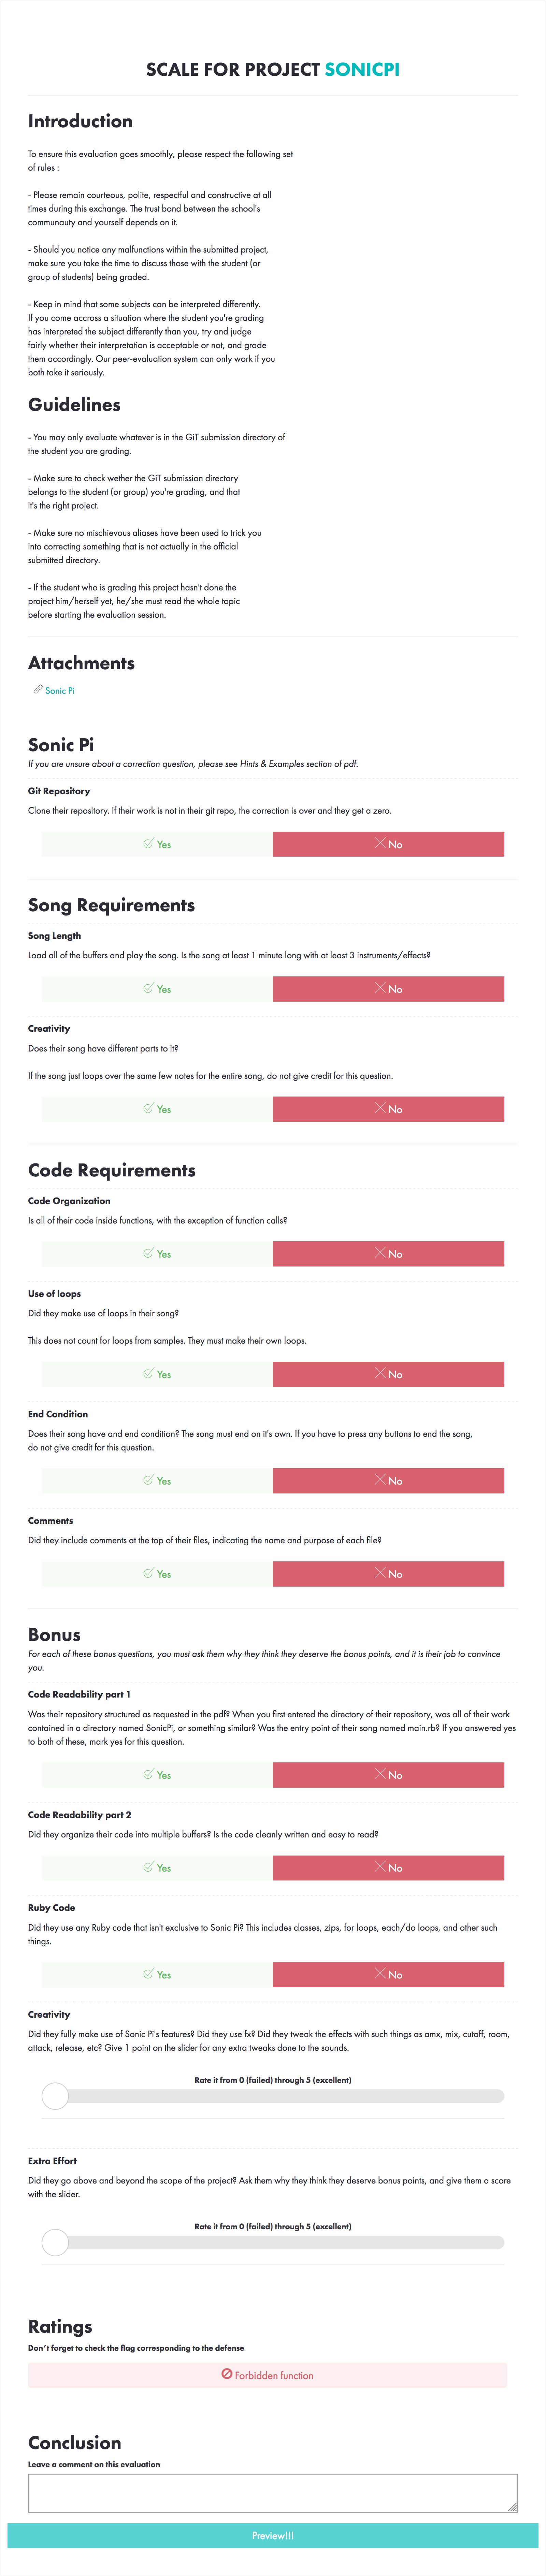 SCALE FOR PROJECT SONICPI
Introduction
To ensure this evaluation goes smoothly, please respect the following set
of rules :
- Please remain courteous, polite, respectful and constructive at all
times during this exchange. The trust bond between the school's
communauty and yourself depends on it.
- Should you notice any malfunctions within the submitted project,
make sure you take the time to discuss those with the student (or
group of students) being graded.
- Keep in mind that some subjects can be interpreted differently.
If you come accross a situation where the student you're grading
has interpreted the subject differently than you, try and judge
fairly whether their interpretation is acceptable or not, and grade
them accordingly. Our peer-evaluation system can only work if you
both take it seriously.
Guidelines
- You may only evaluate whatever is in the GiT submission directory of
the student you are grading.
- Make sure to check wether the GiT submission directory
belongs to the student (or group) you're grading, and that
it's the right project.
- Make sure no mischievous aliases have been used to trick you
into correcting something that is not actually in the official
submitted directory.
- If the student who is grading this project hasn't done the
project him/herself yet, he/she must read the whole topic
before starting the evaluation session.
Attachments
Sonic Pi
Sonic Pi
If you are unsure about a correction question, please see Hints & Examples section of pdf.
Git Repository
Clone their repository. If their work is not in their git repo, the correction is over and they get a zero.
Yes No
Song Requirements
Song Length
Load all of the buffers and play the song. Is the song at least 1 minute long with at least 3 instruments/effects?
Yes No
Creativity
Does their song have different parts to it?
If the song just loops over the same few notes for the entire song, do not give credit for this question.
Yes No
Code Requirements
Code Organization
Is all of their code inside functions, with the exception of function calls?
Yes No
Use of loops
Did they make use of loops in their song?
This does not count for loops from samples. They must make their own loops.
Yes No
End Condition
Does their song have and end condition? The song must end on it's own. If you have to press any buttons to end the song,
do not give credit for this question.
Yes No
Comments
Did they include comments at the top of their files, indicating the name and purpose of each file?
Yes No
Bonus
For each of these bonus questions, you must ask them why they think they deserve the bonus points, and it is their job to convince
you.
Code Readability part 1
Was their repository structured as requested in the pdf? When you first entered the directory of their repository, was all of their work
contained in a directory named SonicPi, or something similar? Was the entry point of their song named main.rb? If you answered yes
to both of these, mark yes for this question.
Yes No
Code Readability part 2
Did they organize their code into multiple buffers? Is the code cleanly written and easy to read?
Yes No
Ruby Code
Did they use any Ruby code that isn't exclusive to Sonic Pi? This includes classes, zips, for loops, each/do loops, and other such
things.
Yes No
Creativity
Did they fully make use of Sonic Pi's features? Did they use fx? Did they tweak the effects with such things as amx, mix, cutoff, room,
attack, release, etc? Give 1 point on the slider for any extra tweaks done to the sounds.
Rate it from 0 (failed) through 5 (excellent)
Extra Effort
Did they go above and beyond the scope of the project? Ask them why they think they deserve bonus points, and give them a score
with the slider.
Rate it from 0 (failed) through 5 (excellent)
Ratings
Don't forget to check the flag corresponding to the defense
Forbidden function
Conclusion
Leave a comment on this evaluation
Preview!!!